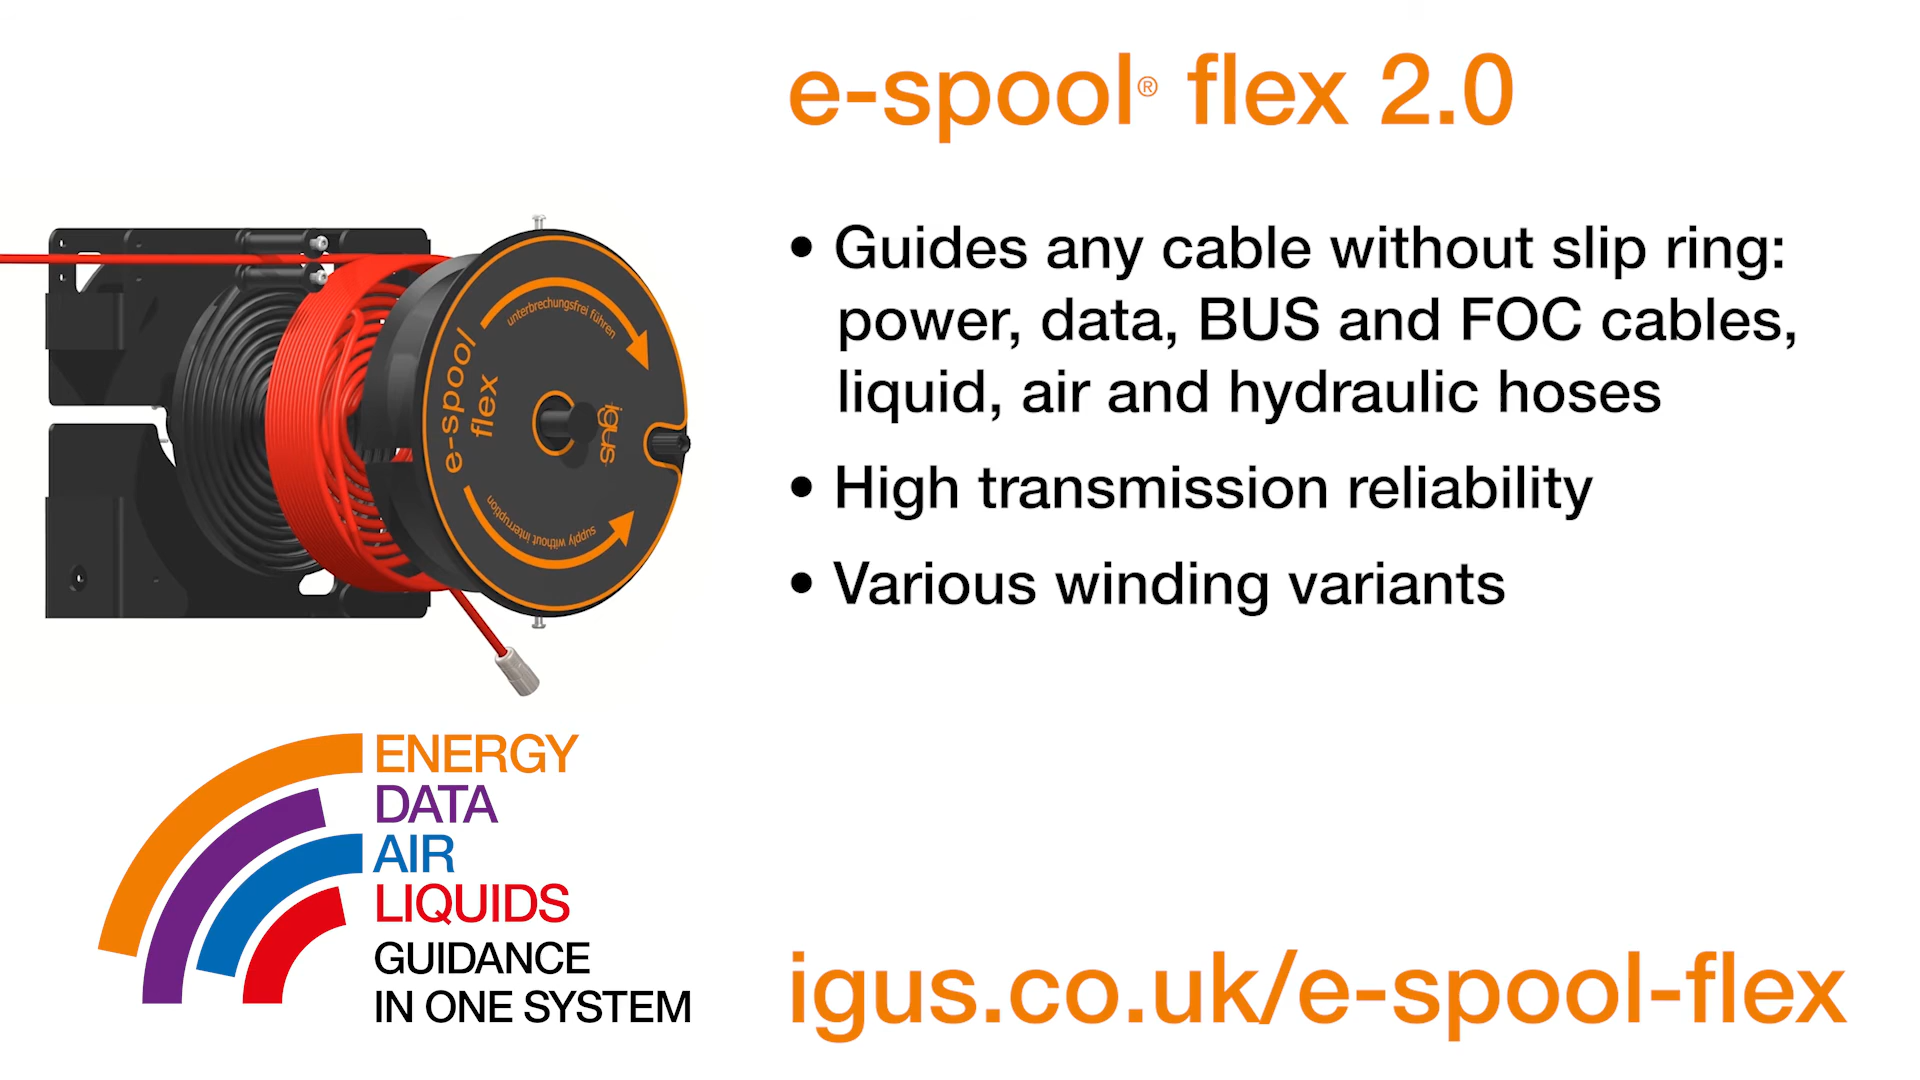 e-spool® flex 2.0
• Guides any cable without slip ring:
power, data, BUS and FOC cables,
liquid, air and hydraulic hoses
• High transmission reliability
• Various winding variants
unterbrechungsfrei führen
e-spool
flex
igus
supply without interruption
ENERGY
DATA
AIR
LIQUIDS
GUIDANCE
IN ONE SYSTEM
igus.co.uk/e-spool-flex